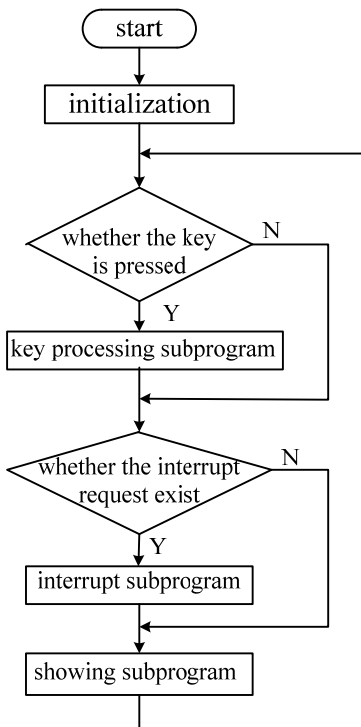 start
initialization
whether the key
is pressed
N
Y
key processing subprogram
whether the interrupt
request exist
N
Y
interrupt subprogram
showing subprogram